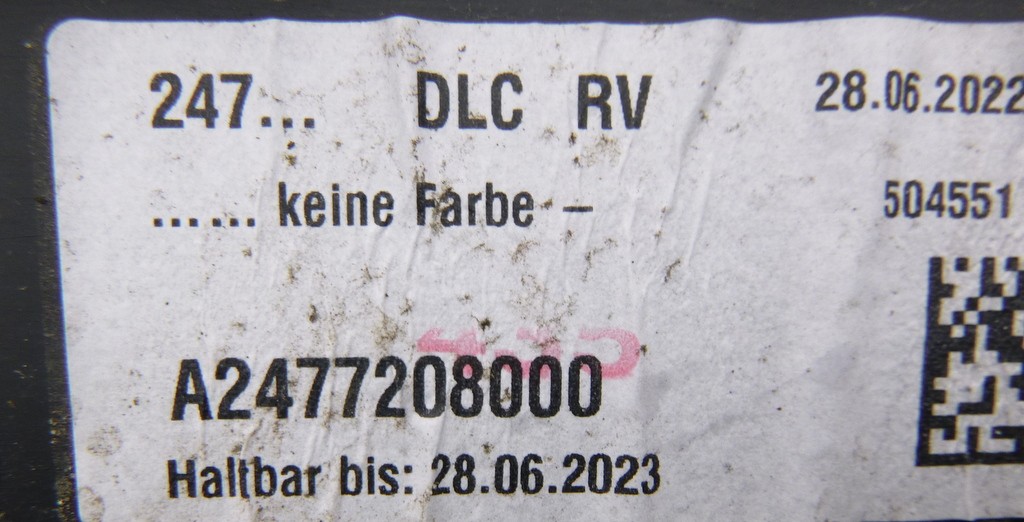 247... DLC RV 28.06.2022
...... keine Farbe – 504551
A2477208000
Haltbar bis: 28.06.2023